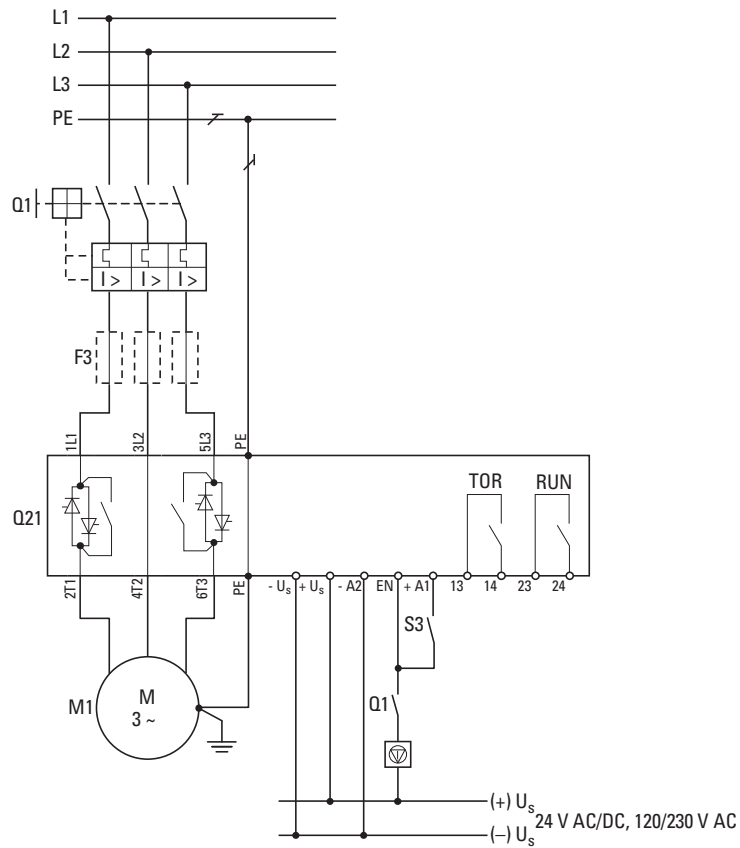 L1
L2
L3
PE
Q1
I > I > I >
F3
1L1 3L2 5L3 PE
Q21
TOR RUN
2T1 4T2 6T3 PE
- Us + Us - A2 EN + A1 13 14 23 24
S3
M1
M
3 ~
Q1
(+) Us
24 V AC/DC, 120/230 V AC
(–) Us